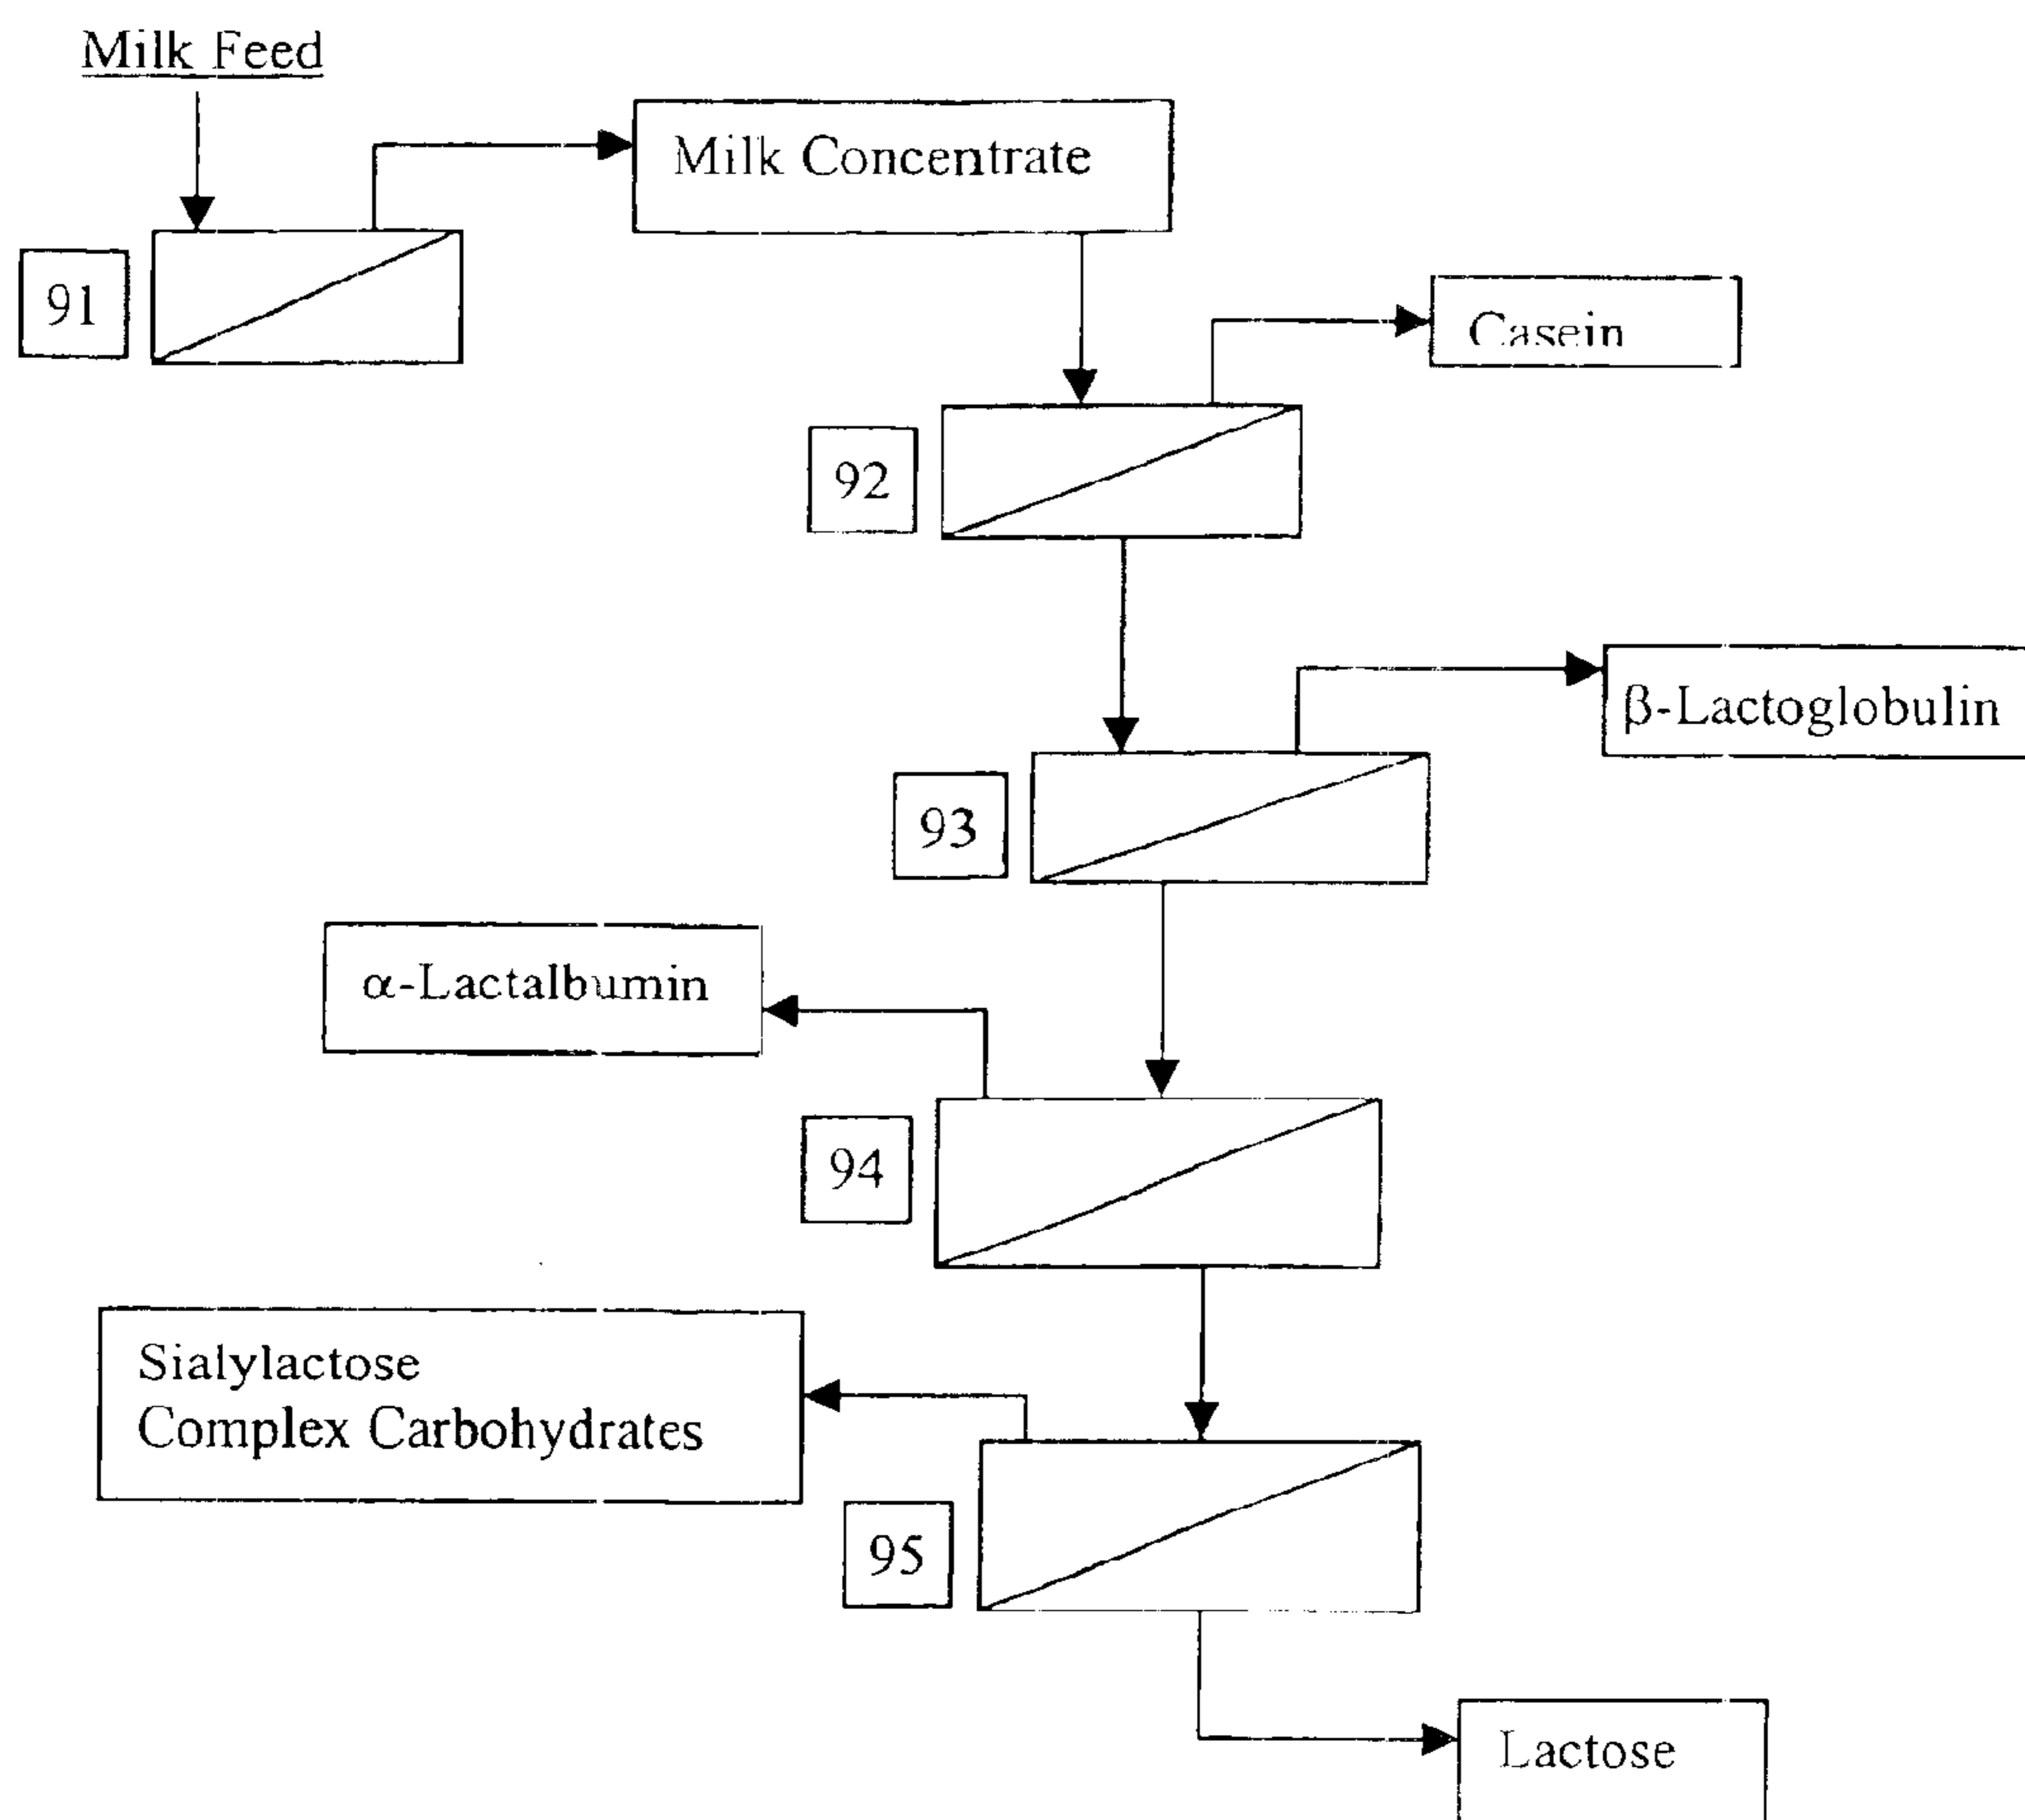 Milk Feed
Milk Concentrate
91
Casein
92
β-Lactoglobulin
93
α-Lactalbumin
94
Sialylactose
Complex Carbohydrates
95
Lactose